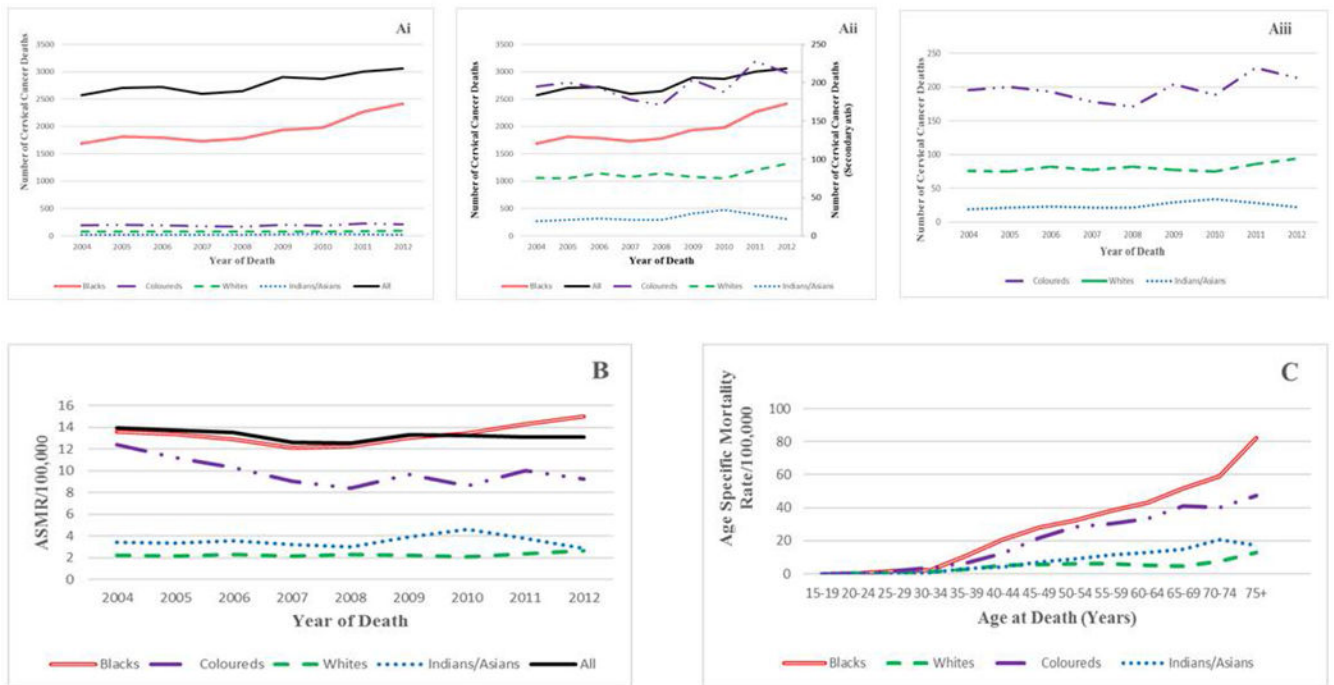 Ai
Number of Cervical Cancer Deaths
3500
3000
2500
2000
1500
1000
500
0
2004 2005 2006 2007 2008 2009 2010 2011 2012
Year of Death
Blacks Coloureds Whites Indians/Asians All
Aii
Number of Cervical Cancer Deaths
3500
3000
2500
2000
1500
1000
500
0
250
200
150
100
50
0
Number of Cervical Cancer Deaths
(Secondary axis)
2004 2005 2006 2007 2008 2009 2010 2011 2012
Year of Death
Blacks All Coloureds Whites Indians/Asians
Aiii
Number of Cervical Cancer Deaths
250
200
150
100
50
0
2004 2005 2006 2007 2008 2009 2010 2011 2012
Year of Death
Coloureds Whites Indians/Asians
B
ASMR/100,000
16
14
12
10
8
6
4
2
0
2004 2005 2006 2007 2008 2009 2010 2011 2012
Year of Death
Blacks Coloureds Whites Indians/Asians All
C
Age Specific Mortality
Rate/100,000
100
80
60
40
20
0
15-19 20-24 25-29 30-34 35-39 40-44 45-49 50-54 55-59 60-64 65-69 70-74 75+
Age at Death (Years)
Blacks Whites Coloureds Indians/Asians